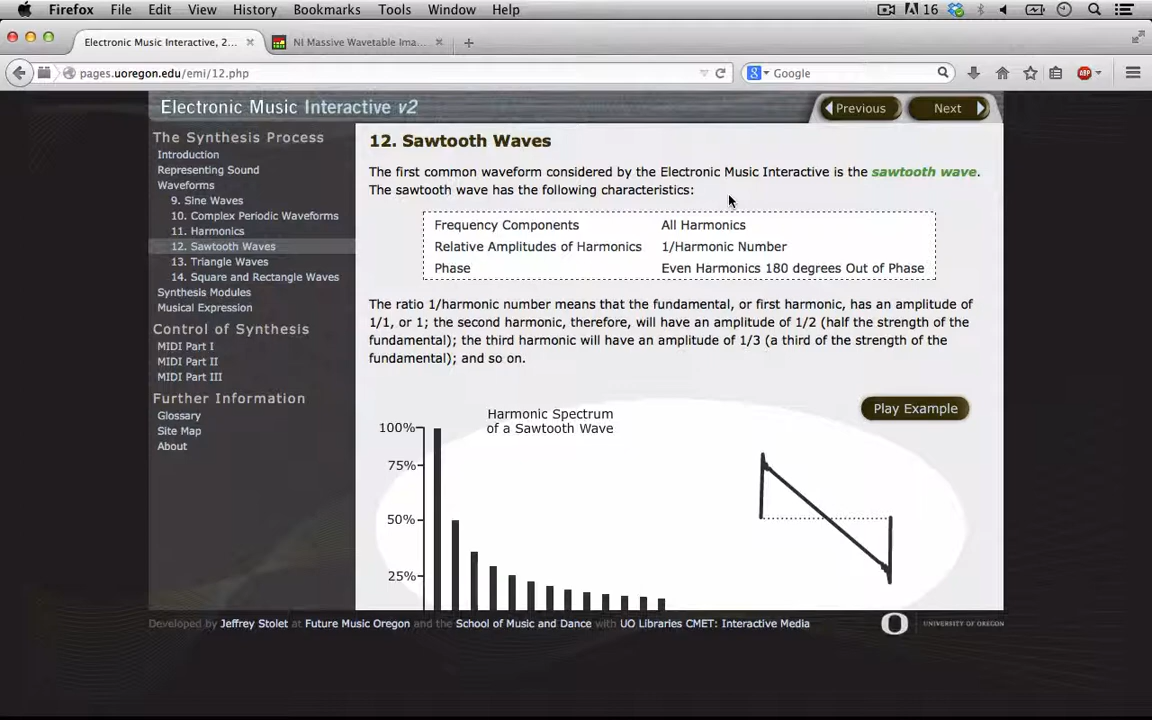 Firefox File Edit View History Bookmarks Tools Window Help 16
Electronic Music Interactive, 2...
NI Massive Wavetable Ima...
pages.uoregon.edu/emi/12.php
Google
ABP
Electronic Music Interactive v2
Previous
Next
The Synthesis Process
Introduction
Representing Sound
Waveforms
9. Sine Waves
10. Complex Periodic Waveforms
11. Harmonics
12. Sawtooth Waves
13. Triangle Waves
14. Square and Rectangle Waves
Synthesis Modules
Musical Expression
Control of Synthesis
MIDI Part I
MIDI Part II
MIDI Part III
Further Information
Glossary
Site Map
About
12. Sawtooth Waves
The first common waveform considered by the Electronic Music Interactive is the sawtooth wave.
The sawtooth wave has the following characteristics:
Frequency Components All Harmonics
Relative Amplitudes of Harmonics 1/Harmonic Number
Phase Even Harmonics 180 degrees Out of Phase
The ratio 1/harmonic number means that the fundamental, or first harmonic, has an amplitude of
1/1, or 1; the second harmonic, therefore, will have an amplitude of 1/2 (half the strength of the
fundamental); the third harmonic will have an amplitude of 1/3 (a third of the strength of the
fundamental); and so on.
Play Example
Harmonic Spectrum
of a Sawtooth Wave
100%
75%
50%
25%
Developed by Jeffrey Stolet at Future Music Oregon and the School of Music and Dance with UO Libraries CMET: Interactive Media
O UNIVERSITY OF OREGON